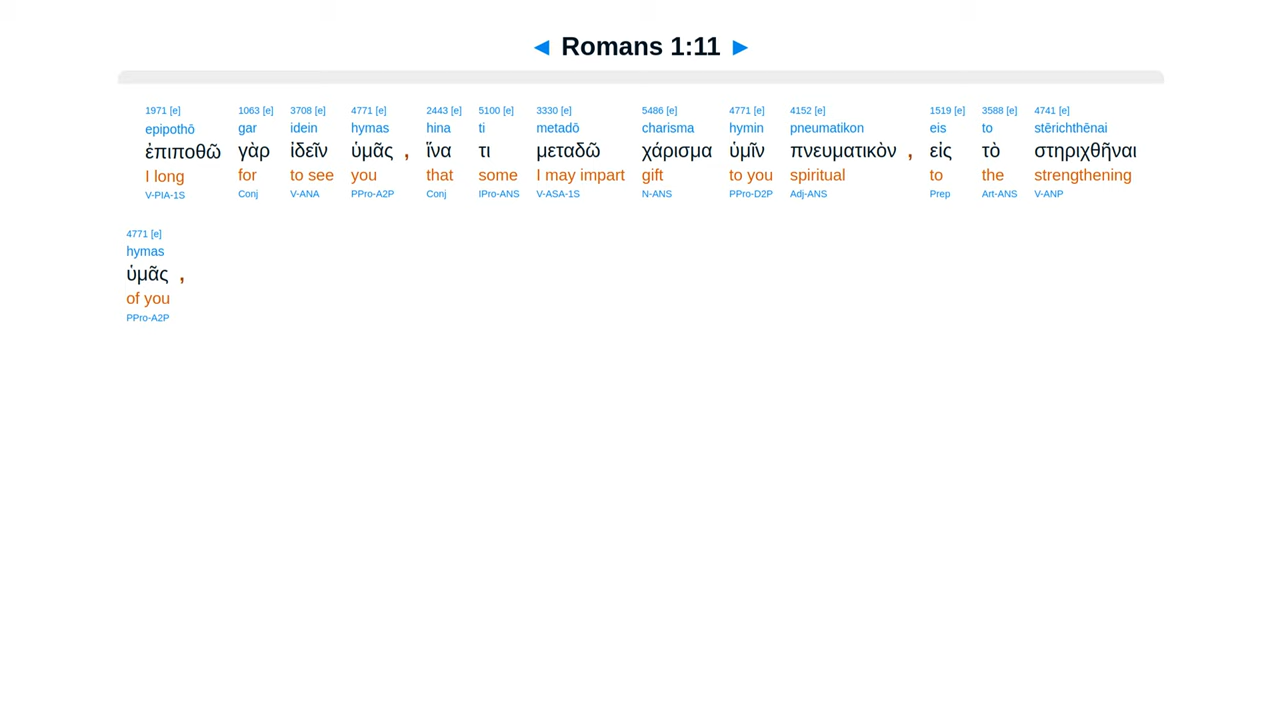 ◄ Romans 1:11 ►
1971 [e] 1063 [e] 3708 [e] 4771 [e] 2443 [e] 5100 [e] 3330 [e] 5486 [e] 4771 [e] 4152 [e] 1519 [e] 3588 [e] 4741 [e]
epipothō gar idein hymas hina ti metadō charisma hymin pneumatikon eis to stērichthēnai
ἐπιποθῶ γὰρ ἰδεῖν ὑμᾶς , ἵνα τι μεταδῶ χάρισμα ὑμῖν πνευματικὸν , εἰς τὸ στηριχθῆναι
I long for to see you that some I may impart gift to you spiritual to the strengthening
V-PIA-1S Conj V-ANA PPro-A2P Conj IPro-ANS V-ASA-1S N-ANS PPro-D2P Adj-ANS Prep Art-ANS V-ANP
4771 [e]
hymas
ὑμᾶς ,
of you
PPro-A2P